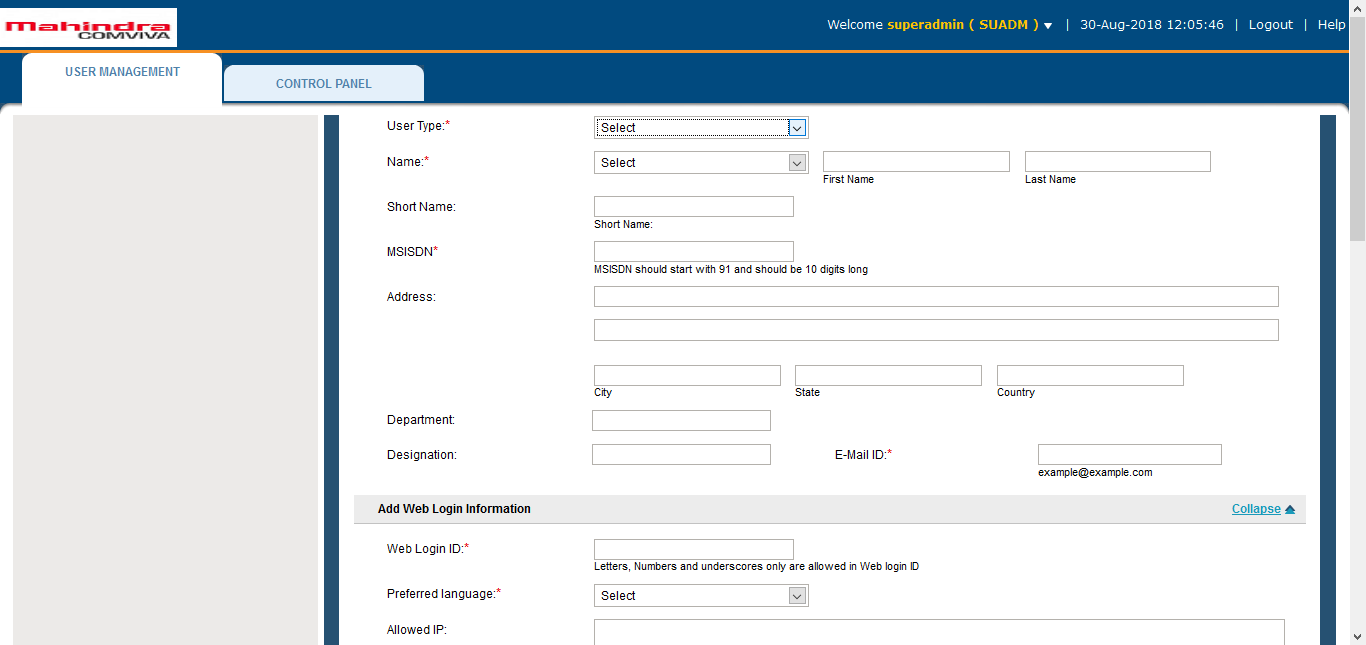 mahindra
COMVIVA
Welcome superadmin ( SUADM ) | 30-Aug-2018 12:05:46 | Logout | Help
USER MANAGEMENT
CONTROL PANEL
User Type:* Select
Name:* Select
First Name Last Name
Short Name:
Short Name:
MSISDN*
MSISDN should start with 91 and should be 10 digits long
Address:
City State Country
Department:
Designation: E-Mail ID:*
example@example.com
Add Web Login Information Collapse
Web Login ID:*
Letters, Numbers and underscores only are allowed in Web login ID
Preferred language:* Select
Allowed IP: